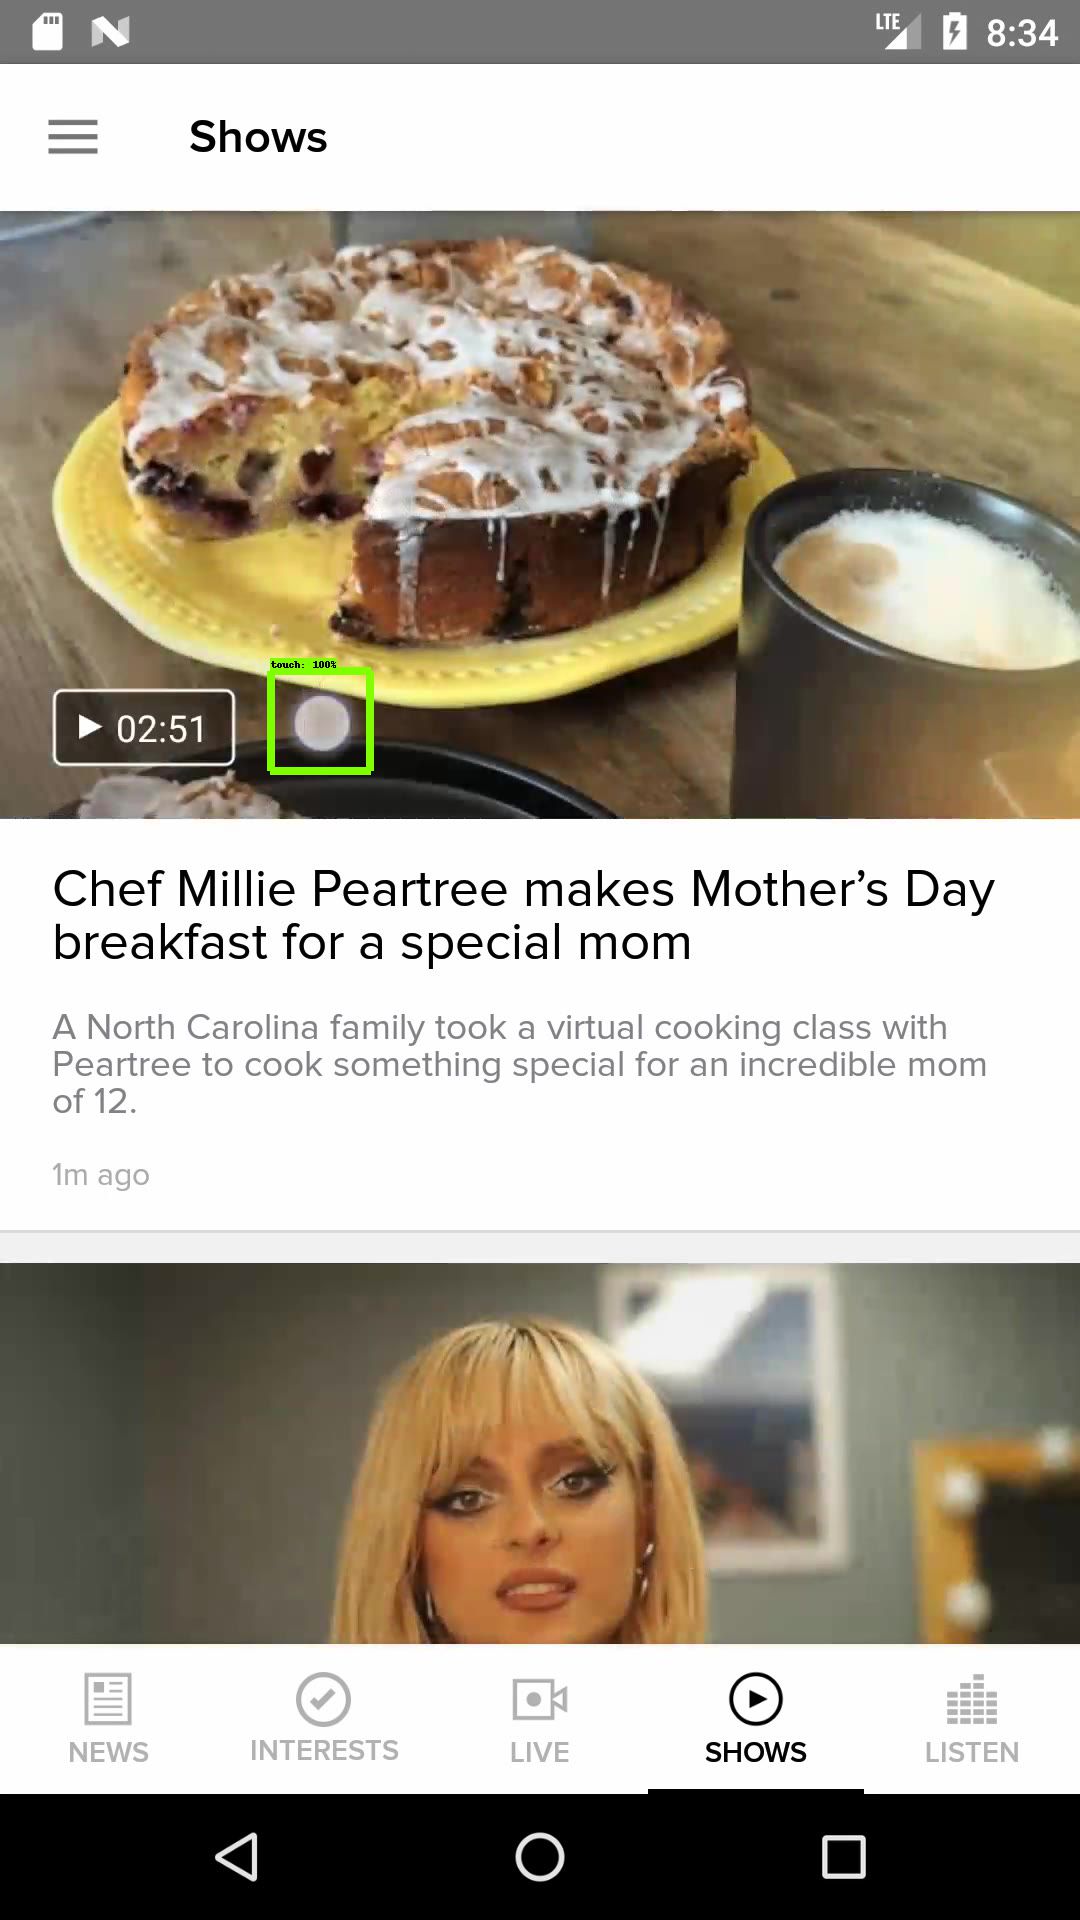 LTE 8:34
Shows
touch: 100%
02:51
Chef Millie Peartree makes Mother's Day
breakfast for a special mom
A North Carolina family took a virtual cooking class with
Peartree to cook something special for an incredible mom
of 12.
1m ago
NEWS INTERESTS LIVE SHOWS LISTEN